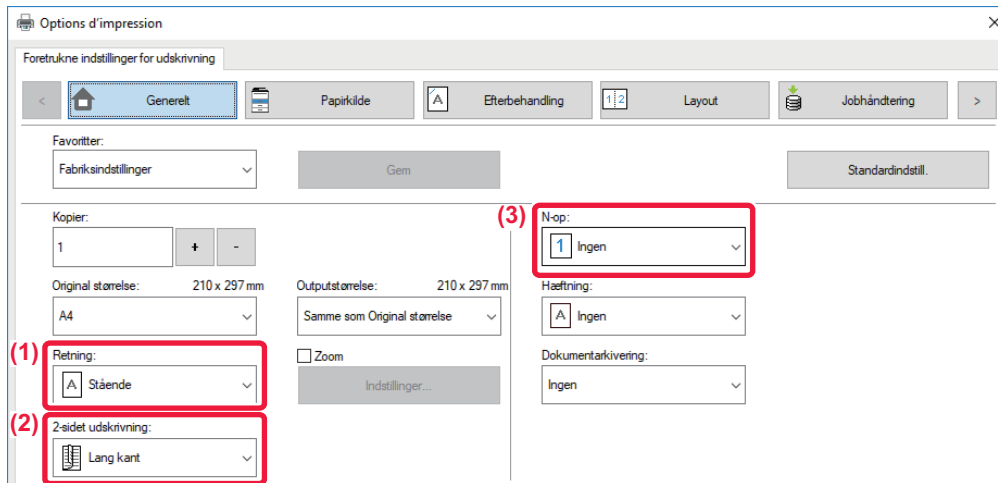 Options d'impression
Foretrukne indstillinger for udskrivning
< Generelt Papirkilde A Efterbehandling 1 2 Layout Jobhåndtering >
Favoritter:
Fabriksindstillinger Gem Standardindstill.
Kopier: (3) N-op:
1 + - 1 Ingen
Original størrelse: 210 x 297 mm Outputstørrelse: 210 x 297 mm Hæftning:
A4 Samme som Original størrelse A Ingen
(1) Retning: Zoom Dokumentarkivering:
A Stående Indstillinger... Ingen
(2) 2-sidet udskrivning:
Lang kant